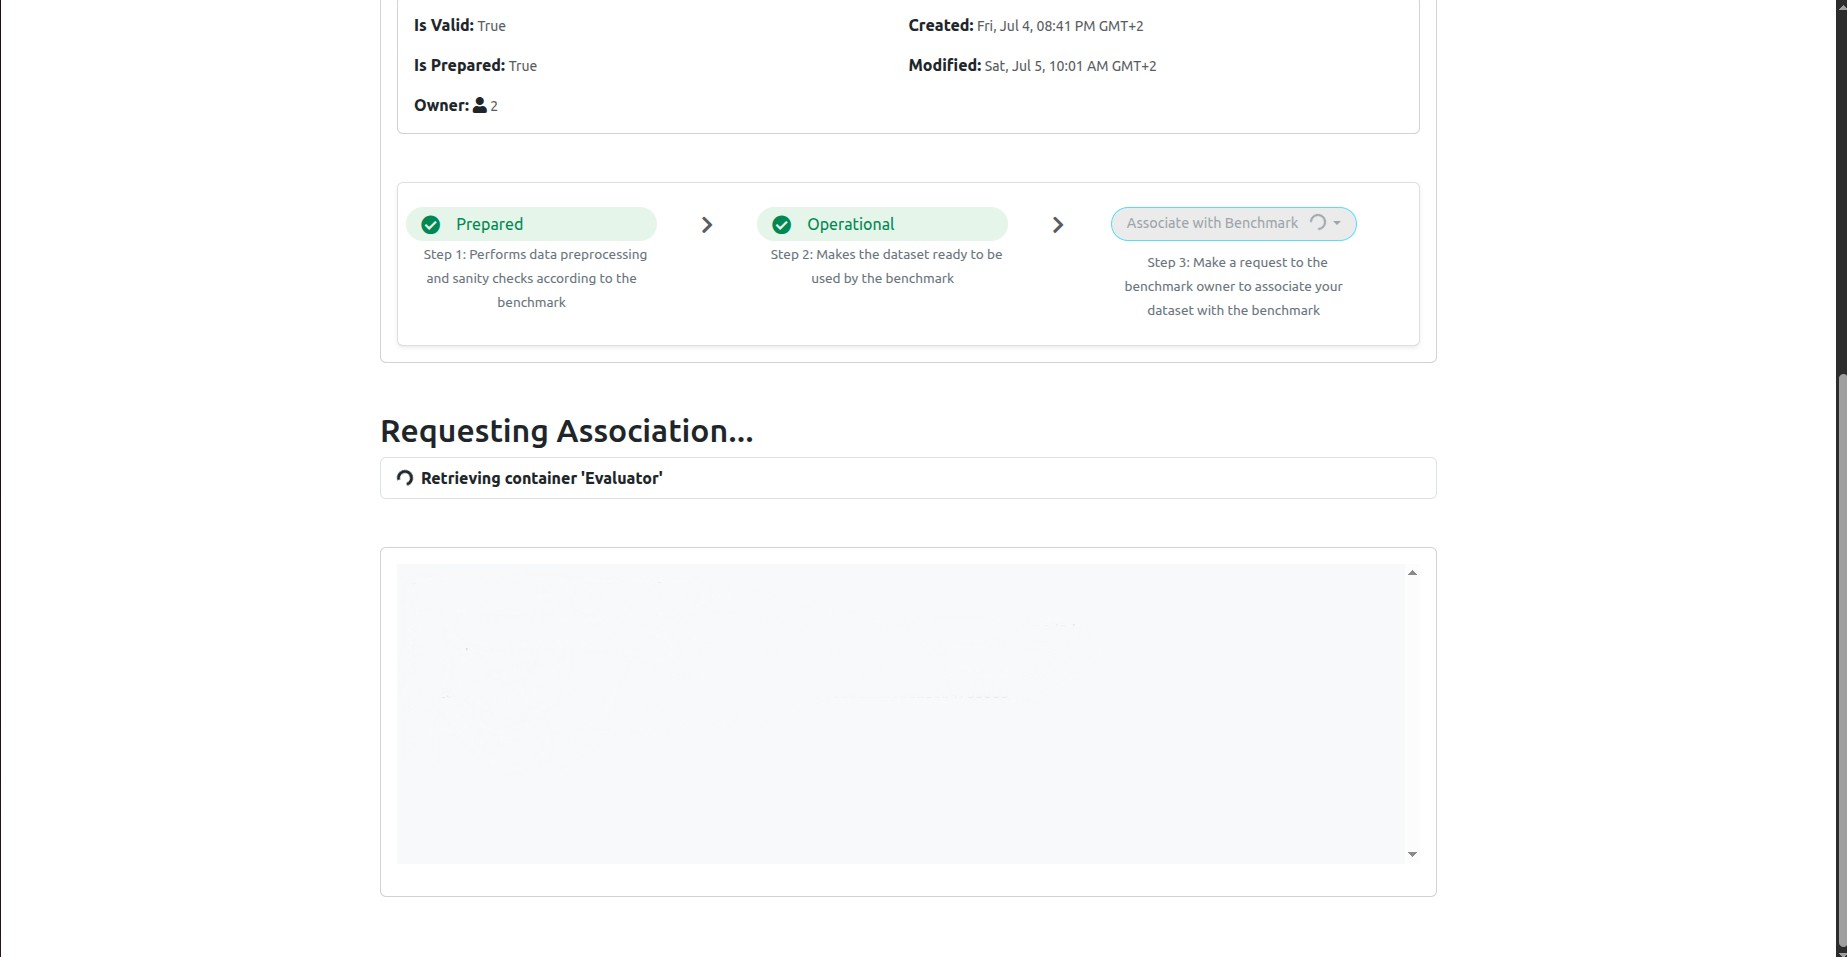 Is Valid: True
Created: Fri, Jul 4, 08:41 PM GMT+2
Is Prepared: True
Modified: Sat, Jul 5, 10:01 AM GMT+2
Owner: 2
Prepared
Step 1: Performs data preprocessing
and sanity checks according to the
benchmark
Operational
Step 2: Makes the dataset ready to be
used by the benchmark
Associate with Benchmark
Step 3: Make a request to the
benchmark owner to associate your
dataset with the benchmark
Requesting Association...
Retrieving container 'Evaluator'